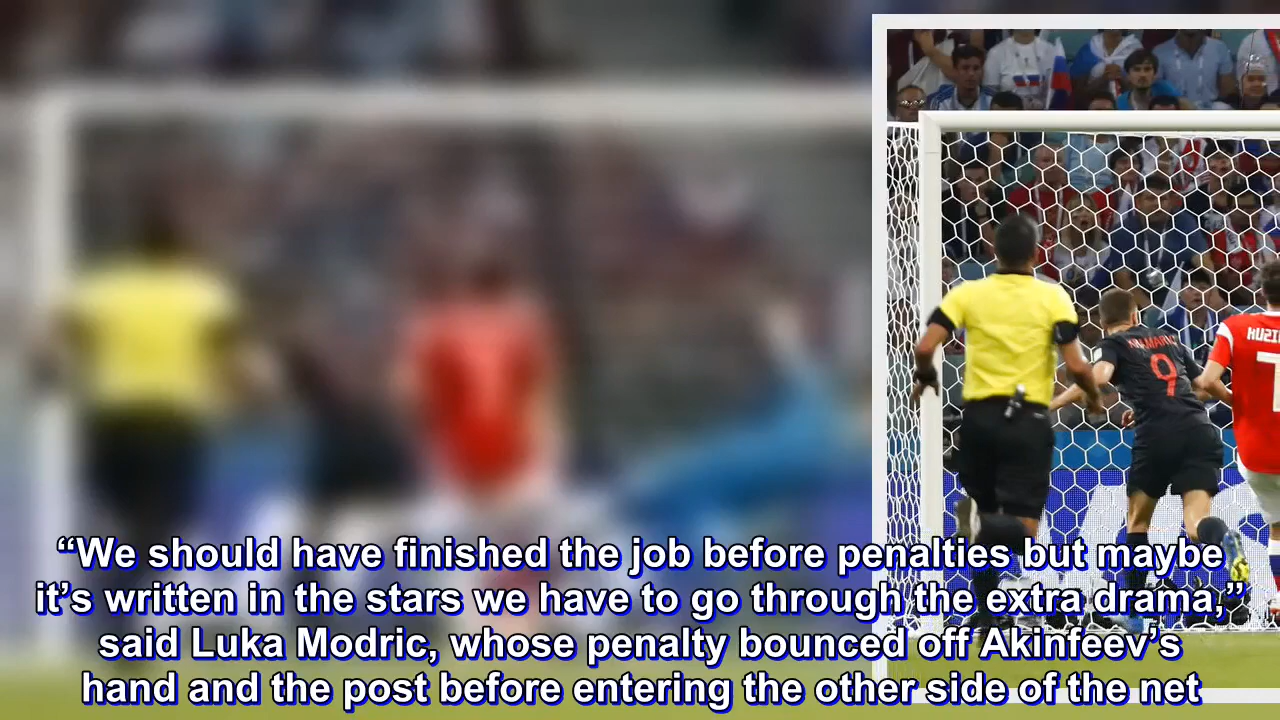 KUZI
9
“We should have finished the job before penalties but maybe
it’s written in the stars we have to go through the extra drama,”
said Luka Modric, whose penalty bounced off Akinfeev’s
hand and the post before entering the other side of the net